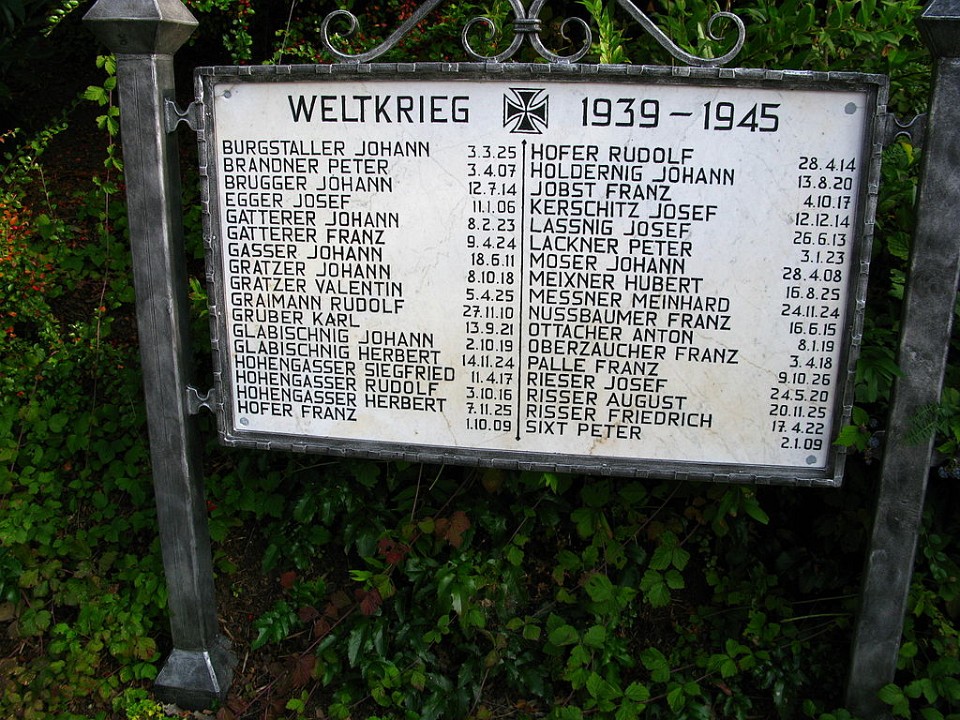 WELTKRIEG 1939-1945
BURGSTALLER JOHANN 3.3.25
BRANDNER PETER 3.4.07
BRUGGER JOHANN 12.7.14
EGGER JOSEF 11.1.06
GATTERER JOHANN 8.2.23
GATTERER FRANZ 9.4.24
GASSER JOHANN 18.6.11
GRATZER JOHANN 8.10.18
GRATZER VALENTIN 5.4.25
GRAIMANN RUDOLF 27.11.10
GRUBER KARL 13.9.21
GLABISCHNIG JOHANN 2.10.19
GLABISCHNIG HERBERT 14.11.24
HOHENGASSER SIEGFRIED 11.4.17
HOHENGASSER RUDOLF 3.10.16
HOHENGASSER HERBERT 7.11.25
HOFER FRANZ 1.10.09
HOFER RUDOLF 28.4.14
HOLDERNIG JOHANN 13.8.20
JOBST FRANZ 4.10.17
KERSCHITZ JOSEF 12.12.14
LASSNIG JOSEF 26.6.13
LACKNER PETER 3.1.23
MOSER JOHANN 28.4.08
MEIXNER HUBERT 16.8.25
MESSNER MEINHARD 24.11.24
NUSSBAUMER FRANZ 16.6.15
OTTACHER ANTON 8.1.19
OBERZAUCHER FRANZ 3.4.18
PALLE FRANZ 9.10.26
RIESER JOSEF 24.5.20
RISSER AUGUST 20.11.25
RISSER FRIEDRICH 17.4.22
SIXT PETER 2.1.09